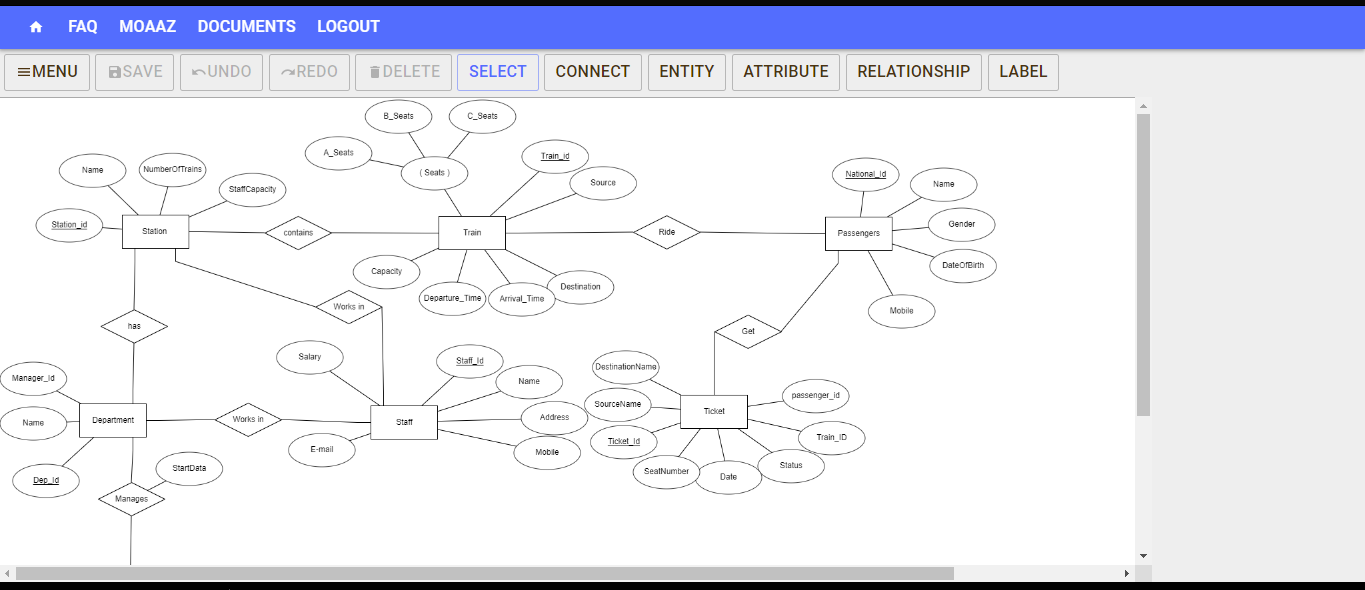 FAQ MOAAZ DOCUMENTS LOGOUT
MENU SAVE UNDO REDO DELETE SELECT CONNECT ENTITY ATTRIBUTE RELATIONSHIP LABEL
B_Seats
C_Seats
A_Seats
( Seats )
Train_id
Source
Name
NumberOfTrains
StaffCapacity
Station_id
Station
contains
Train
Ride
National_Id
Name
Gender
DateOfBirth
Passengers
Mobile
Capacity
Departure_Time
Arrival_Time
Destination
Works in
has
Get
Salary
Staff_Id
Name
Address
Mobile
Staff
E-mail
Manager_Id
Name
Department
Works in
Dep_Id
StartData
Manages
DestinationName
SourceName
Ticket
passenger_id
Ticket_Id
Train_ID
SeatNumber
Date
Status